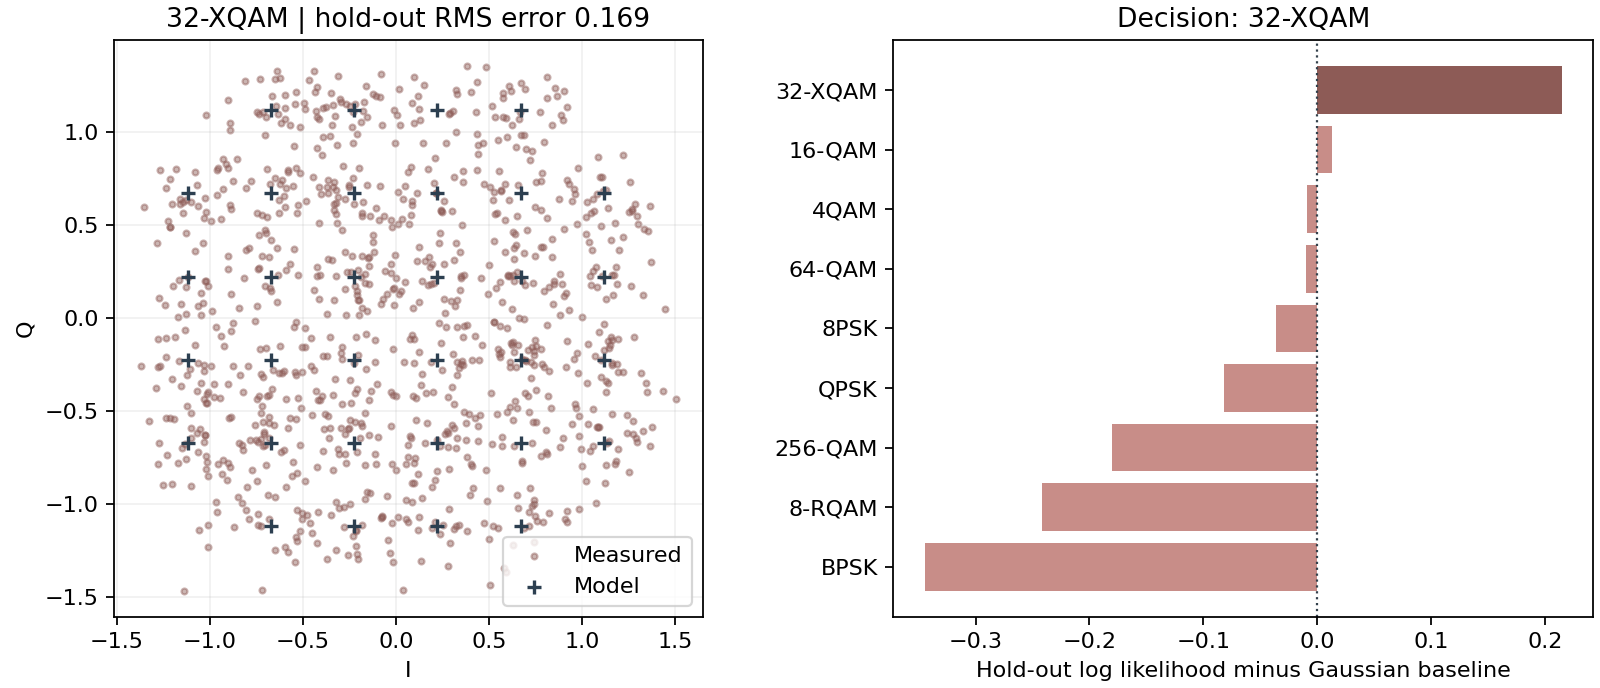 32-XQAM | hold-out RMS error 0.169
Q
1.0
0.5
0.0
−0.5
−1.0
−1.5
−1.5
−1.0
−0.5
0.0
0.5
1.0
1.5
I
Measured
Model
Decision: 32-XQAM
32-XQAM
16-QAM
4QAM
64-QAM
8PSK
QPSK
256-QAM
8-RQAM
BPSK
−0.3
−0.2
−0.1
0.0
0.1
0.2
Hold-out log likelihood minus Gaussian baseline